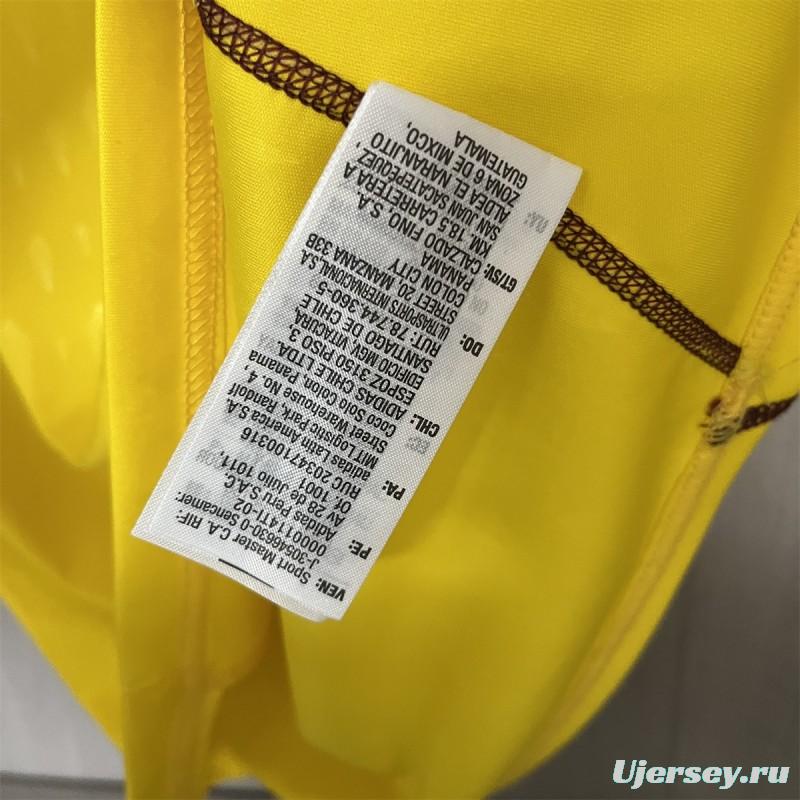 VEN: Sport Master C.A. RIF:
J-30546630-0 Sencamer:
0000114TI-02
PE: Adidas Peru S.A.C.
Av 28 de Julio 1011,
Of. 1001
RUC 20347100316
PA: adidas Latin America S.A.
MIT Logistic Park, Randolf
Street Warehouse No. 4,
Coco Solo Colon, Panama
CHL: ADIDAS CHILE LTDA.
ESPOZ 3150 PISO 3,
EDIFICIO MGK VITACURA
SANTIAGO DE CHILE
RUT: 78.744.360-5
DO: ULTRASPORTS INTERNACIONAL S.A.
STREET 20 MANZANA 33B
COLON CITY
PANAMA
GT/SV: CALZADO FINO, S.A.
KM. 18.5 CARRETERA A
SAN JUAN SACATEPEQUEZ,
ALDEA EL NARANJITO
ZONA 6 DE MIXCO,
GUATEMALA
Ujersey.ru